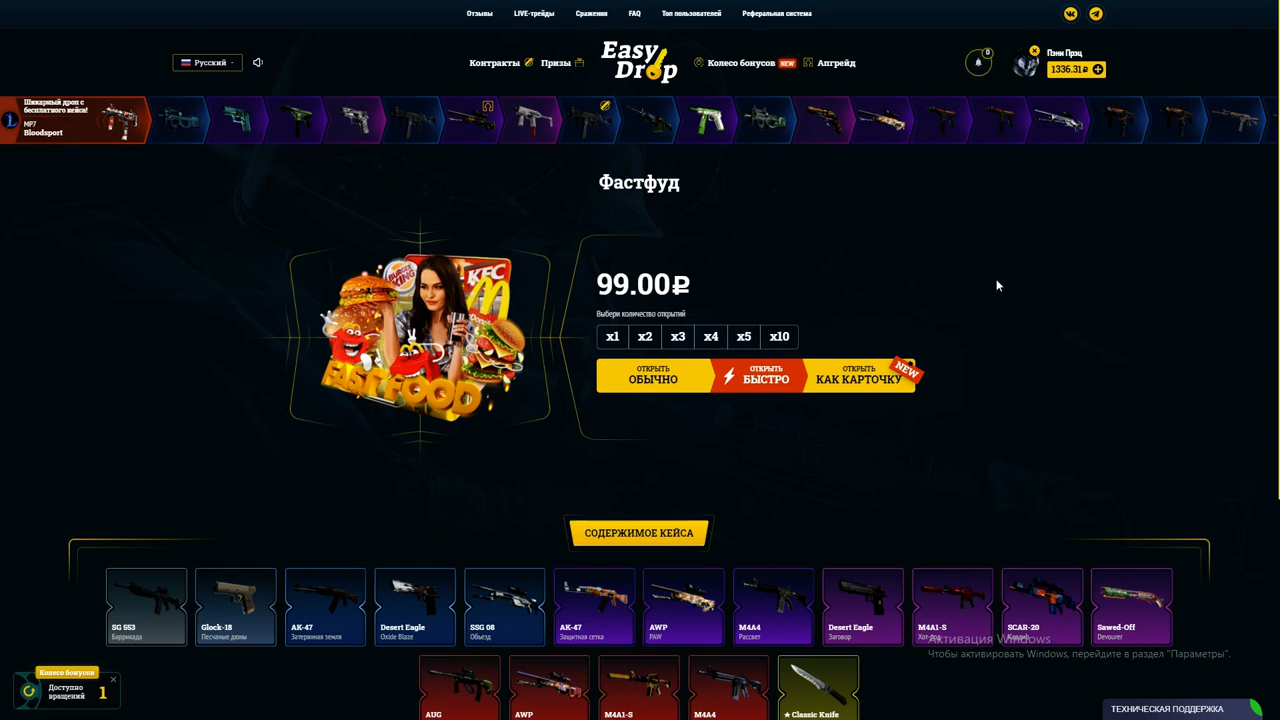 Отзывы LIVE-трейды Сражения FAQ Топ пользователей Реферальная система
Русский
Контракты Призы Easy Drop Колесо бонусов NEW Апгрейд
0
Пэни Прэц
1336.31₽
Шикарный дроп с
бесплатного кейса!
MP7
Bloodsport
Фастфуд
BURGER KING
KFC
FAST FOOD
99.00₽
Выбери количество открытий
x1 x2 x3 x4 x5 x10
ОТКРЫТЬ ОБЫЧНО
ОТКРЫТЬ БЫСТРО
ОТКРЫТЬ КАК КАРТОЧКУ
NEW
СОДЕРЖИМОЕ КЕЙСА
SG 553 Glock-18 AK-47 Desert Eagle SSG 08 AK-47 AWP M4A4 Desert Eagle M4A1-S SCAR-20 Sawed-Off
Баррикада Песчаные дюны Затерянная земля Oxide Blaze Объезд Защитная сетка PAW Рассвет Заговор Devourer
Активация Windows
Чтобы активировать Windows, перейдите в раздел "Параметры".
Колесо бонусов
Доступно
вращений 1
AUG AWP M4A1-S M4A4 ★ Classic Knife
ТЕХНИЧЕСКАЯ ПОДДЕРЖКА